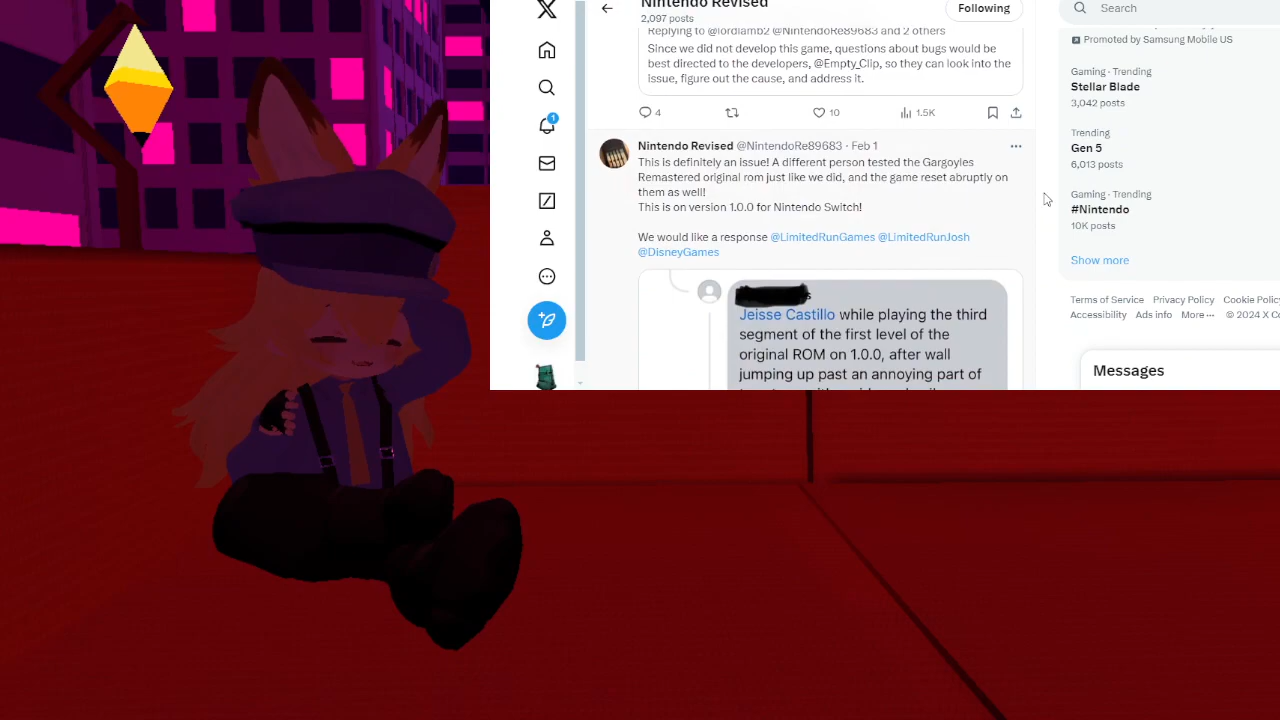 Nintendo Revised
2,097 posts
Following
Replying to @lordlamb2 @NintendoRe89683 and 2 others
Since we did not develop this game, questions about bugs would be
best directed to the developers, @Empty_Clip, so they can look into the
issue, figure out the cause, and address it.
4
10
1.5K
1
Nintendo Revised @NintendoRe89683 · Feb 1
This is definitely an issue! A different person tested the Gargoyles
Remastered original rom just like we did, and the game reset abruptly on
them as well!
This is on version 1.0.0 for Nintendo Switch!
We would like a response @LimitedRunGames @LimitedRunJosh
@DisneyGames
Jeisse Castillo while playing the third
segment of the first level of the
original ROM on 1.0.0, after wall
jumping up past an annoying part of
Search
Promoted by Samsung Mobile US
Gaming · Trending
Stellar Blade
3,042 posts
Trending
Gen 5
6,013 posts
Gaming · Trending
#Nintendo
10K posts
Show more
Terms of Service Privacy Policy Cookie Policy
Accessibility Ads info More ··· © 2024 X
Messages